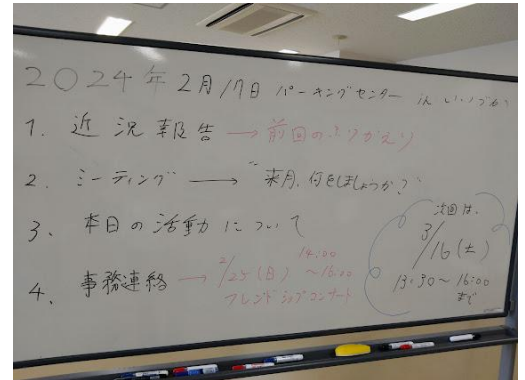 2024年2月17日 パーキングセンター in いいづか
1. 近況報告 → 前回のふりかえり
2. ミーティング → "来月、何をしましょうか?"
3. 本日の活動について
4. 事務連絡 → 2/25(日) 14:00～16:00
フレンドシップコンサート
次回は、
3/16(土)
13:30～16:00
まで